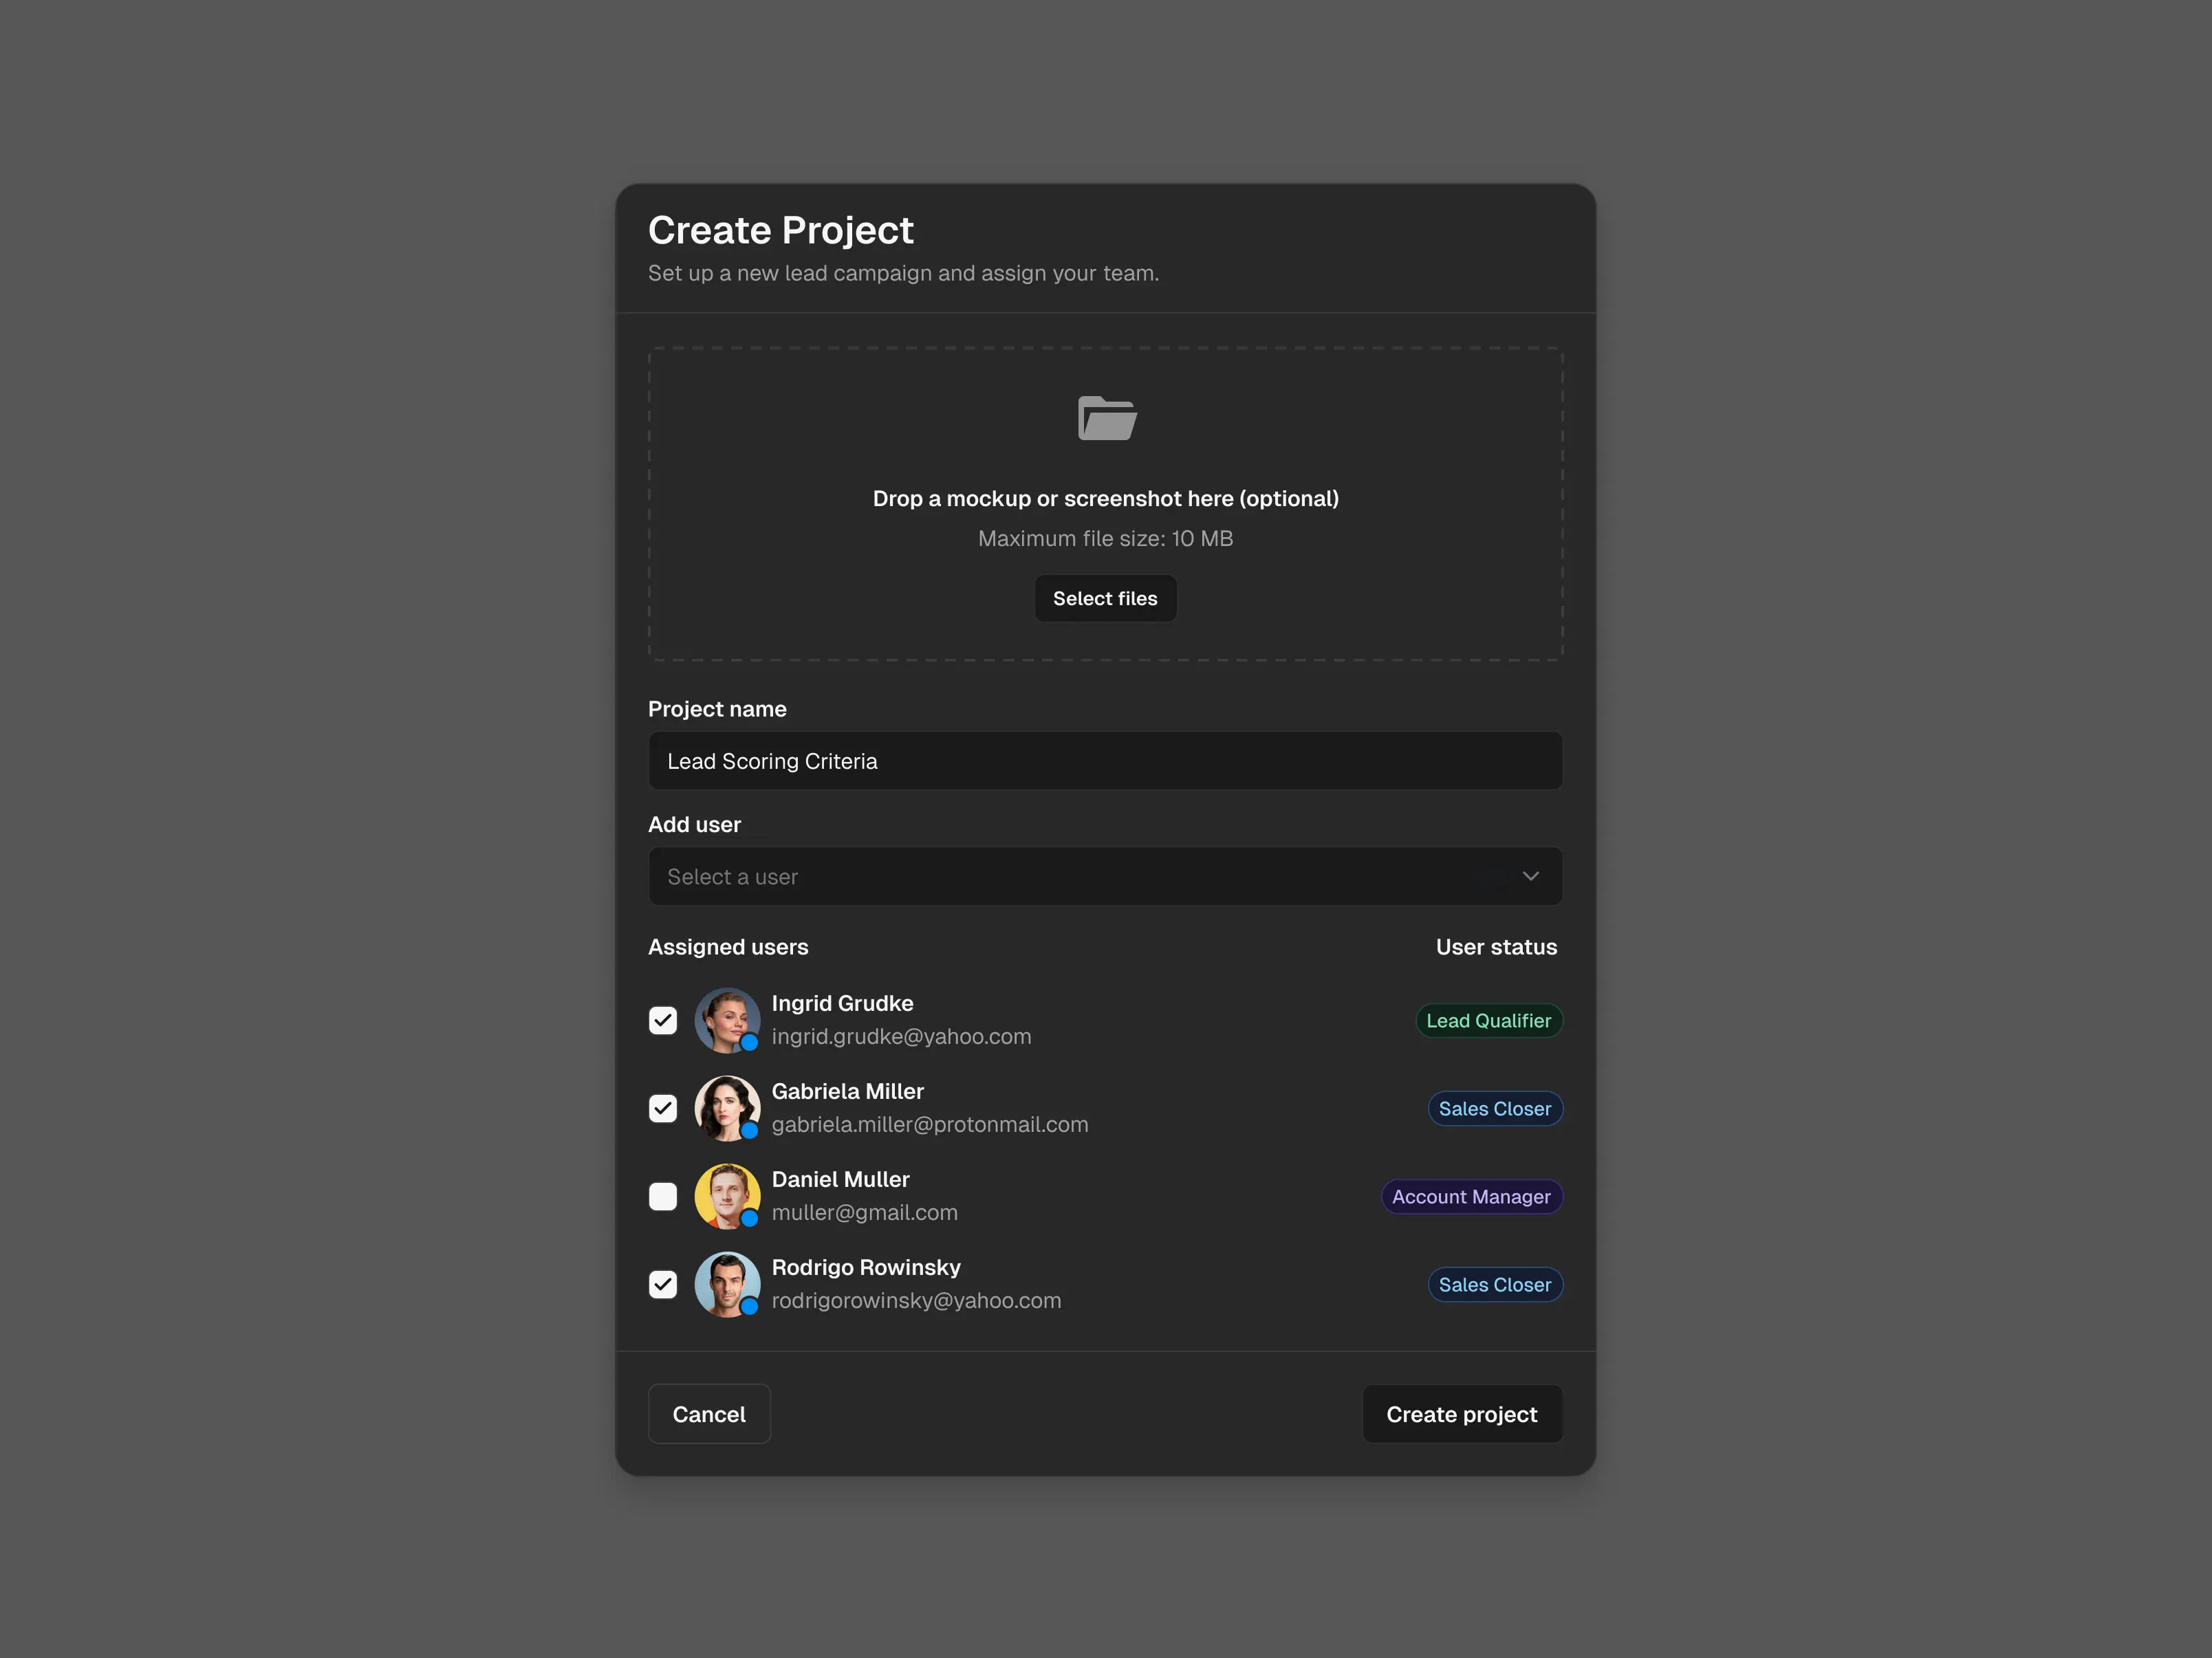 Create Project
Set up a new lead campaign and assign your team.
Drop a mockup or screenshot here (optional)
Maximum file size: 10 MB
Select files
Project name
Lead Scoring Criteria
Add user
Select a user
Assigned users
User status
Ingrid Grudke
ingrid.grudke@yahoo.com
Lead Qualifier
Gabriela Miller
gabriela.miller@protonmail.com
Sales Closer
Daniel Muller
muller@gmail.com
Account Manager
Rodrigo Rowinsky
rodrigorowinsky@yahoo.com
Sales Closer
Cancel
Create project